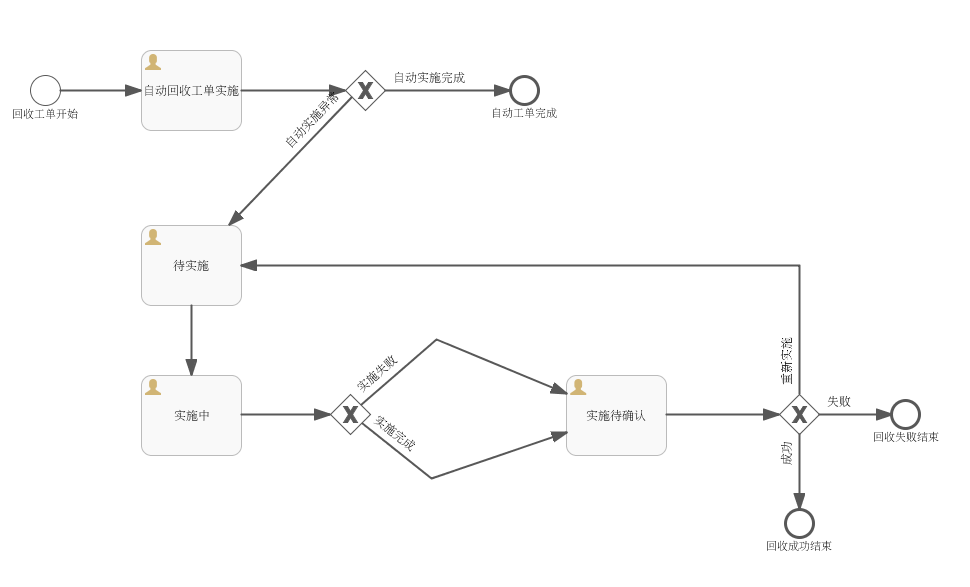 自动实施完成
自动回收工单实施
回收工单开始
自动工单完成
自动实施异常
待实施
重新实施
实施失败
失败
实施中
实施待确认
实施完成
回收失败结束
成功
回收成功结束